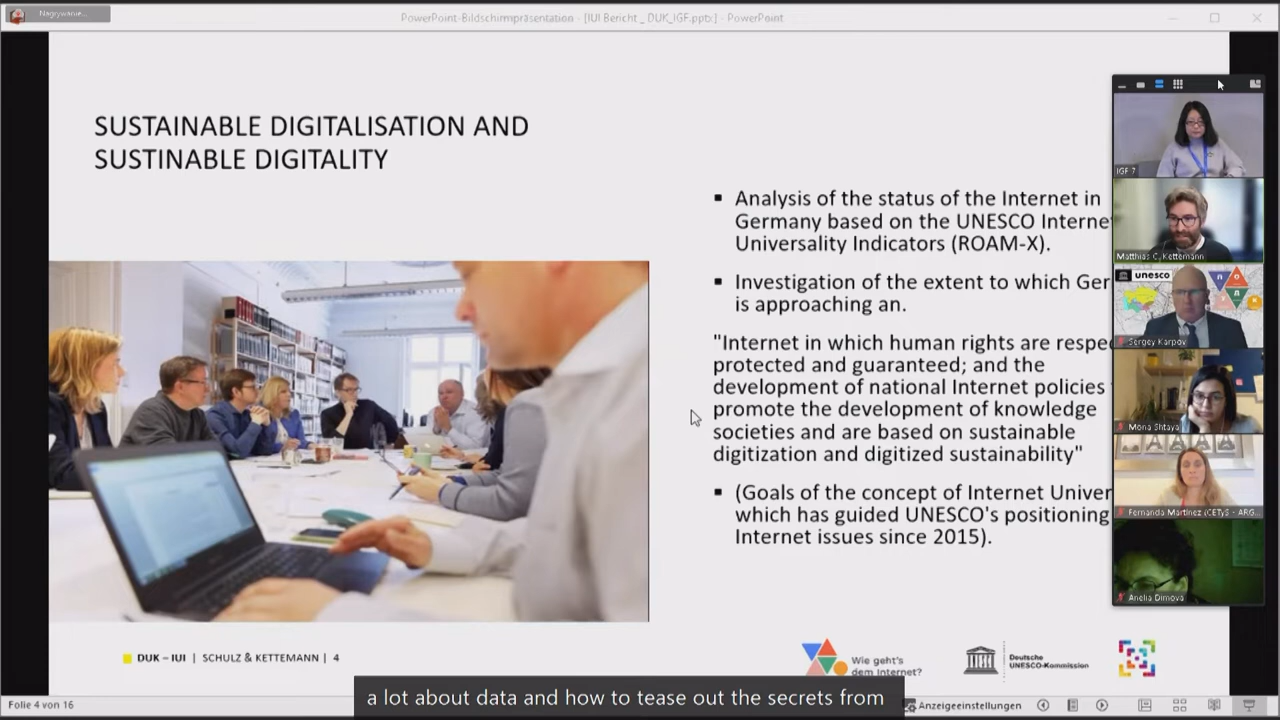 Nagrywanie...
PowerPoint-Bildschirmpräsentation - [IUI Bericht _ DUK_IGF.pptx] - PowerPoint
SUSTAINABLE DIGITALISATION AND
SUSTINABLE DIGITALITY
▪ Analysis of the status of the Internet in
Germany based on the UNESCO Interne
Universality Indicators (ROAM-X).
▪ Investigation of the extent to which Ger
is approaching an.
"Internet in which human rights are respe
protected and guaranteed; and the
development of national Internet policies
promote the development of knowledge
societies and are based on sustainable
digitization and digitized sustainability"
▪ (Goals of the concept of Internet Univer
which has guided UNESCO's positioning
Internet issues since 2015).
IGF 7
Matthias C. Kettemann
unesco
Sergey Karpov
Mona Shtaya
Fernanda Martinez (CETyS - ARG...
Anelia Dimova
DUK – IUI | SCHULZ & KETTEMANN | 4
Wie geht's
dem Internet?
Deutsche
UNESCO-Kommission
a lot about data and how to tease out the secrets from
Folie 4 von 16
Anzeigeeinstellungen